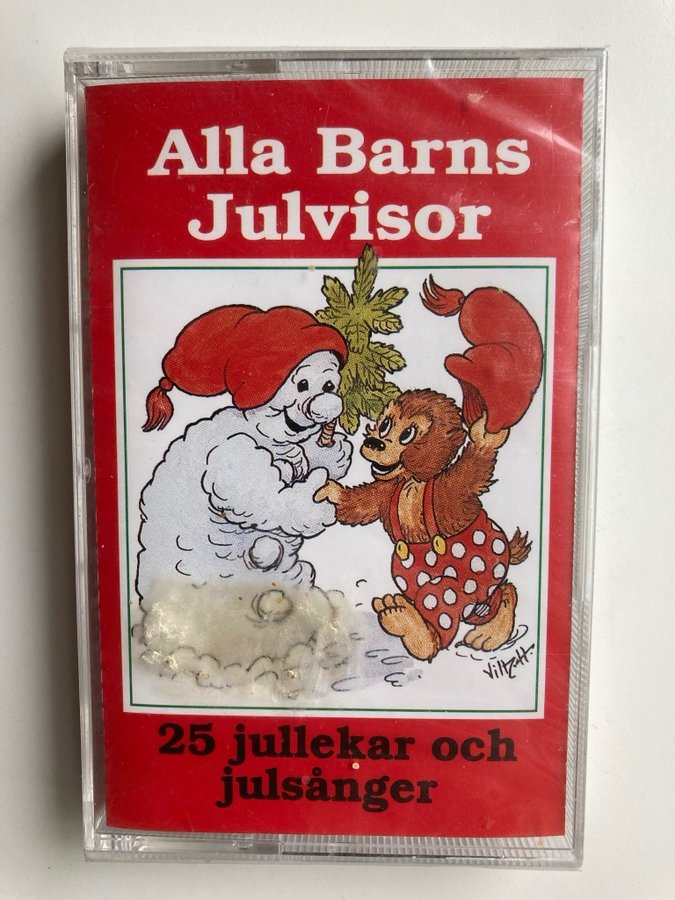 Alla Barns
Julvisor
25 jullekar och
julsånger